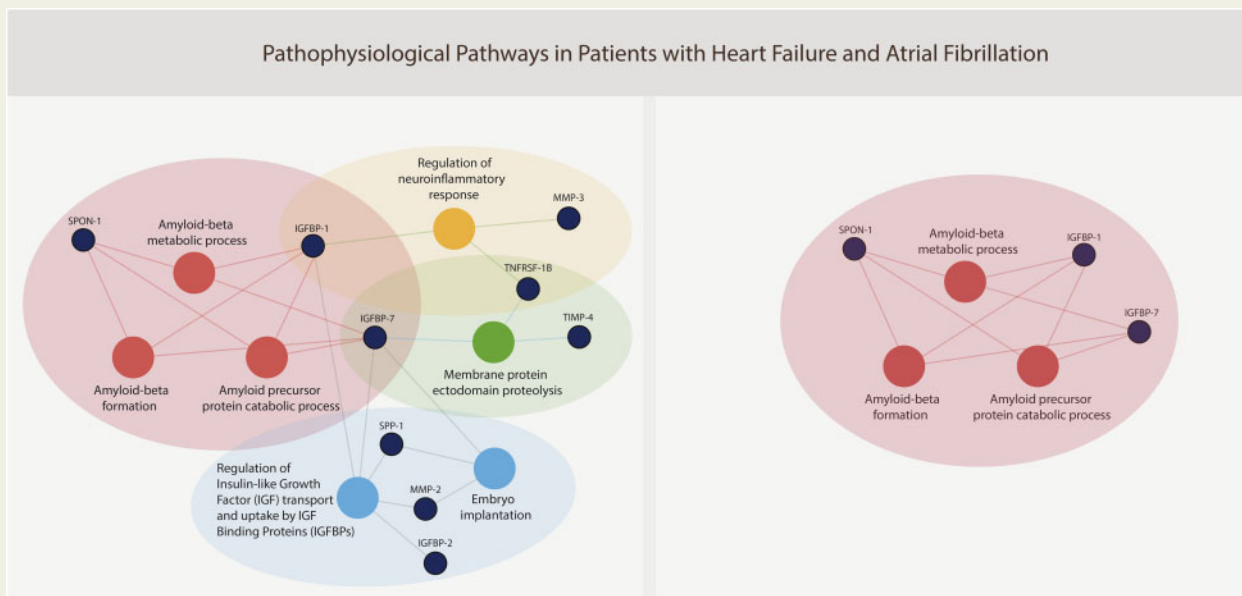 Pathophysiological Pathways in Patients with Heart Failure and Atrial Fibrillation
Regulation of
neuroinflammatory
response
MMP-3
SPON-1
Amyloid-beta
metabolic process
IGFBP-1
TNFRSF-1B
IGFBP-7
TIMP-4
Amyloid-beta
formation
Amyloid precursor
protein catabolic process
Membrane protein
ectodomain proteolysis
SPP-1
Regulation of
Insulin-like Growth
Factor (IGF) transport
and uptake by IGF
Binding Proteins (IGFBPs)
MMP-2
Embryo
implantation
IGFBP-2
SPON-1
Amyloid-beta
metabolic process
IGFBP-1
IGFBP-7
Amyloid-beta
formation
Amyloid precursor
protein catabolic process